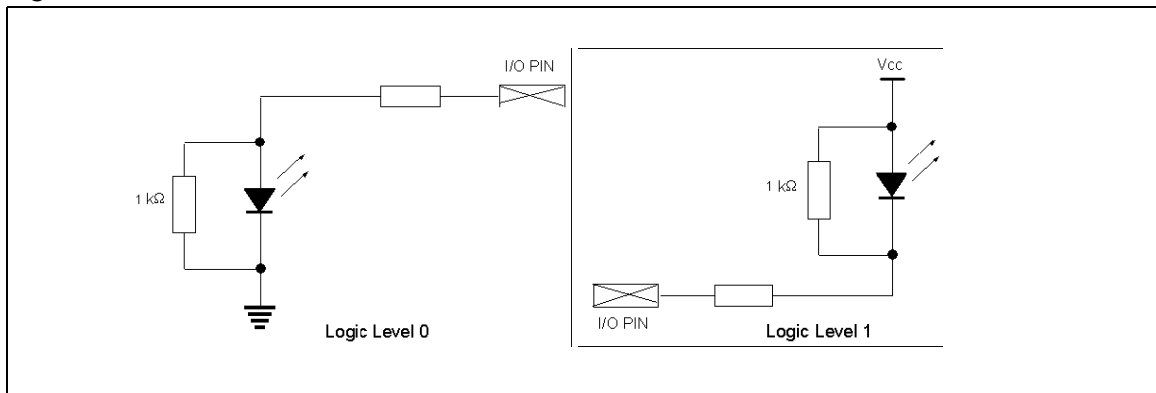 I/O PIN
1 kΩ
Logic Level 0
Vcc
1 kΩ
I/O PIN
Logic Level 1